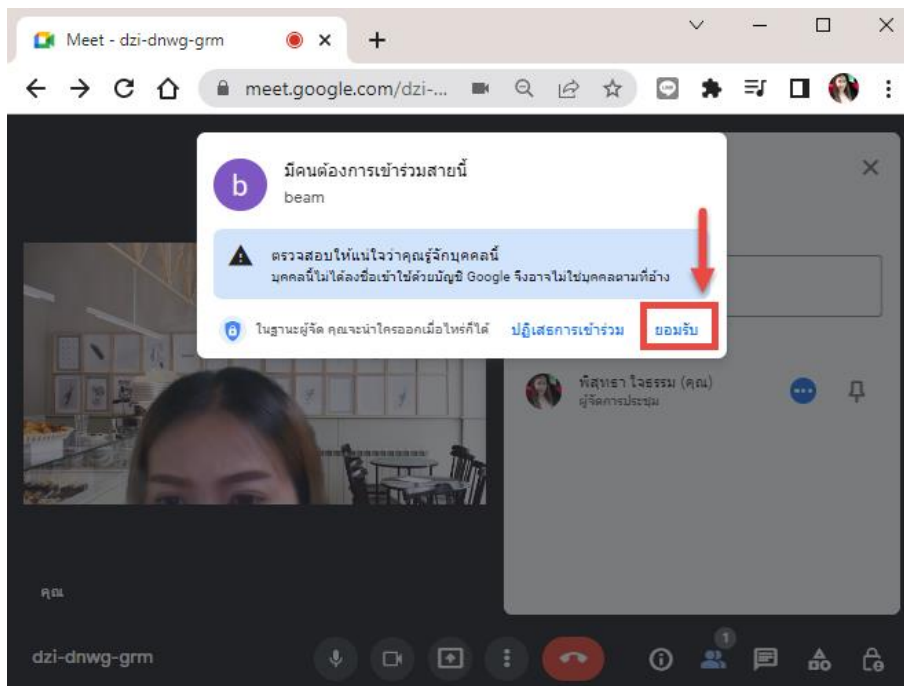 Meet - dzi-dnwg-grm
meet.google.com/dzi-...
b
มีคนต้องการเข้าร่วมสายนี้
beam
ตรวจสอบให้แน่ใจว่าคุณรู้จักบุคคลนี้
บุคคลนี้ไม่ได้ลงชื่อเข้าใช้ด้วยบัญชี Google จึงอาจไม่ใช่บุคคลตามที่อ้าง
ในฐานะผู้จัด คุณจะนำใครออกเมื่อไหร่ก็ได้ ปฏิเสธการเข้าร่วม ยอมรับ
พิสุทธา ใจธรรม (คุณ)
ผู้จัดการประชุม
คุณ
dzi-dnwg-grm
1